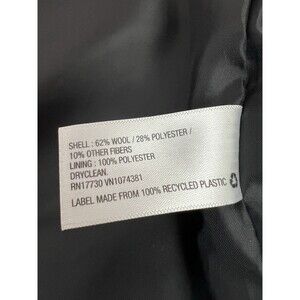 SHELL : 62% WOOL / 28% POLYESTER /
10% OTHER FIBERS
LINING : 100% POLYESTER
DRYCLEAN.
RN17730 VN1074381
LABEL MADE FROM 100% RECYCLED PLASTIC